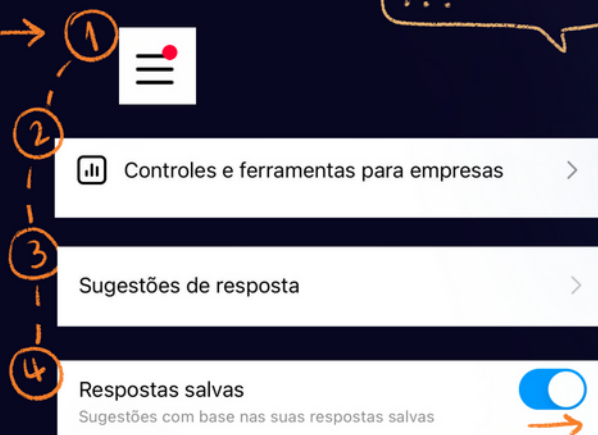 1
2
Controles e ferramentas para empresas
3
Sugestões de resposta
4
Respostas salvas
Sugestões com base nas suas respostas salvas